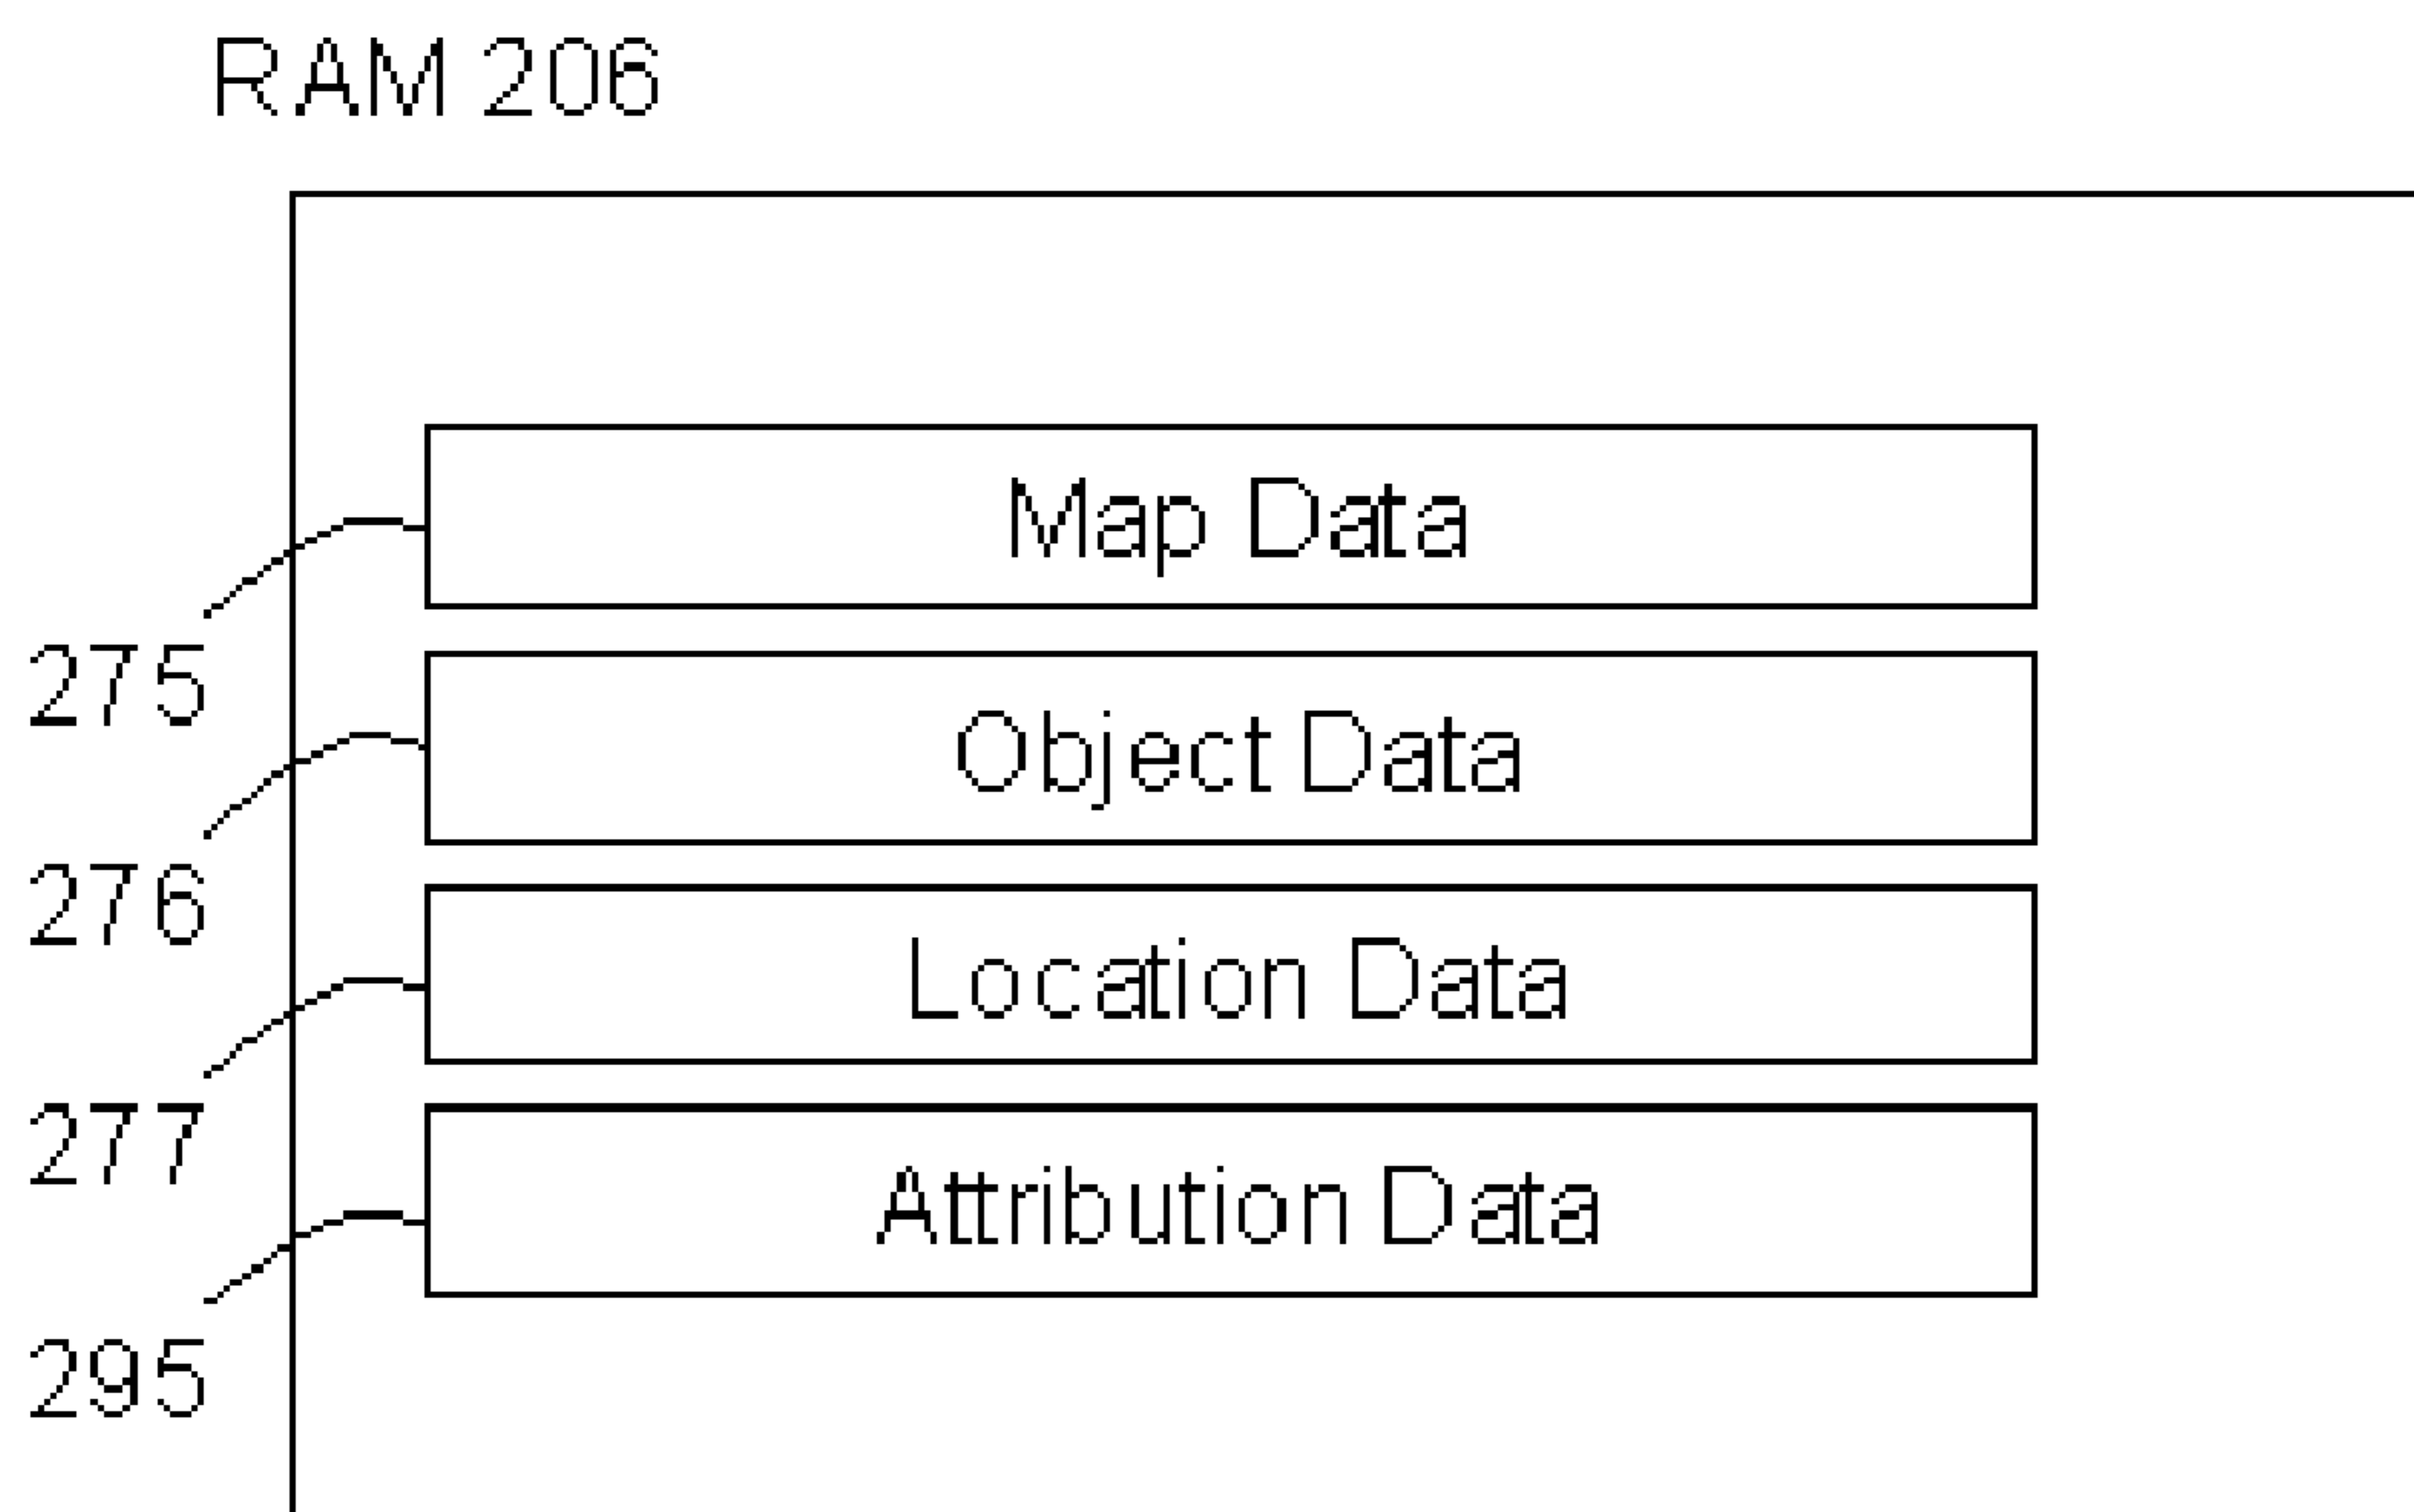 RAM 206
Map Data
275
Object Data
276
Location Data
277
Attribution Data
295